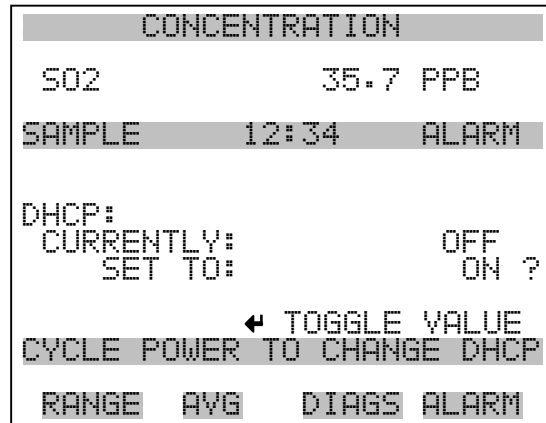 CONCENTRATION
SO2 35.7 PPB
SAMPLE 12:34 ALARM
DHCP:
CURRENTLY: OFF
SET TO: ON ?
↵ TOGGLE VALUE
CYCLE POWER TO CHANGE DHCP
RANGE AVG DIAGS ALARM